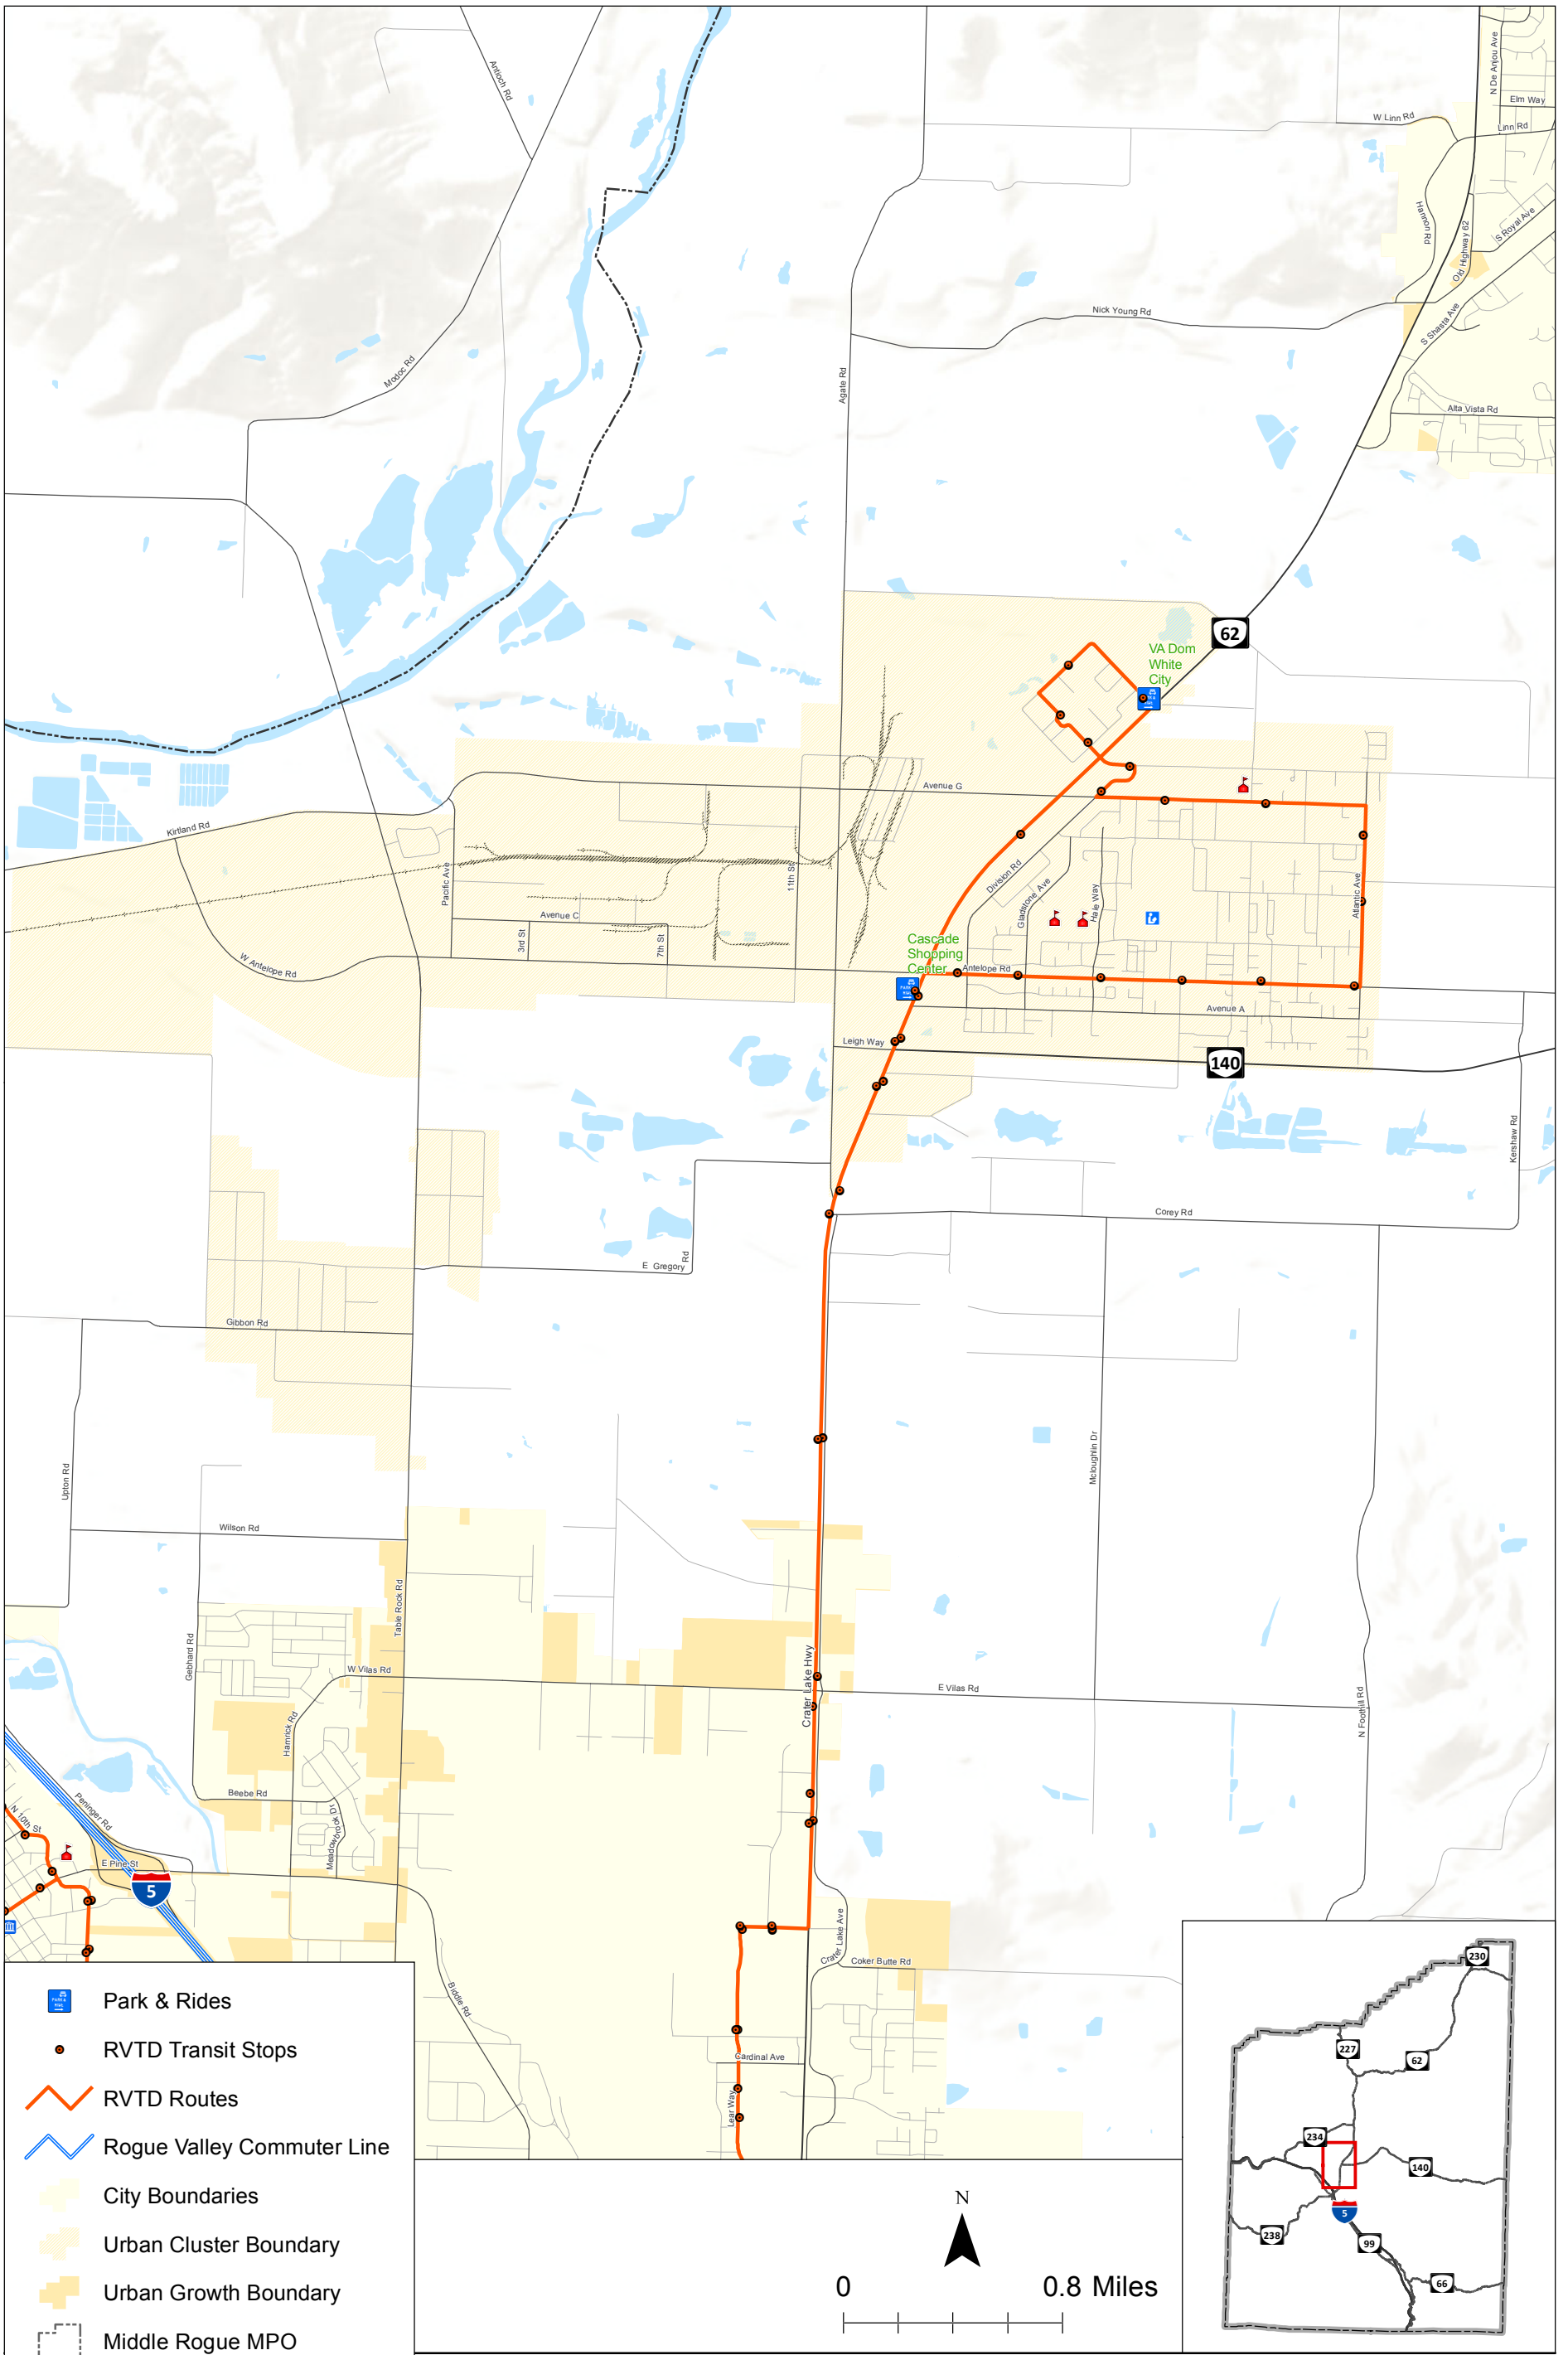 Antioch Rd
N De Anjou Ave
Elm Way
W Linn Rd
Linn Rd
Hannon Rd
Old Highway 62
S Royal Ave
Nick Young Rd
S Shasta Ave
Modoc Rd
Agate Rd
Alta Vista Rd
62
VA Dom
White
City
Avenue G
Kirtland Rd
Pacific Ave
11th St
Division Rd
Gladstone Ave
Hale Way
Atlantic Ave
Avenue C
3rd St
7th St
Cascade
Shopping
Center
W Antelope Rd
Antelope Rd
Avenue A
Leigh Way
140
Kershaw Rd
Corey Rd
E Gregory
Rd
Gibbon Rd
Upton Rd
Mcloughlin Dr
Wilson Rd
Table Rock Rd
Gebhard Rd
W Vilas Rd
Crater Lake Hwy
E Vilas Rd
N Foothill Rd
Hamrick Rd
Beebe Rd
Peninger Rd
N 10th St
Meadowbrook Dr
E Pine St
5
Crater Lake Ave
Coker Butte Rd
Biddle Rd
Cardinal Ave
Lear Way
Park & Rides
RVTD Transit Stops
RVTD Routes
Rogue Valley Commuter Line
City Boundaries
Urban Cluster Boundary
Urban Growth Boundary
Middle Rogue MPO
N
0 0.8 Miles
230
227
62
234
140
5
238
99
66